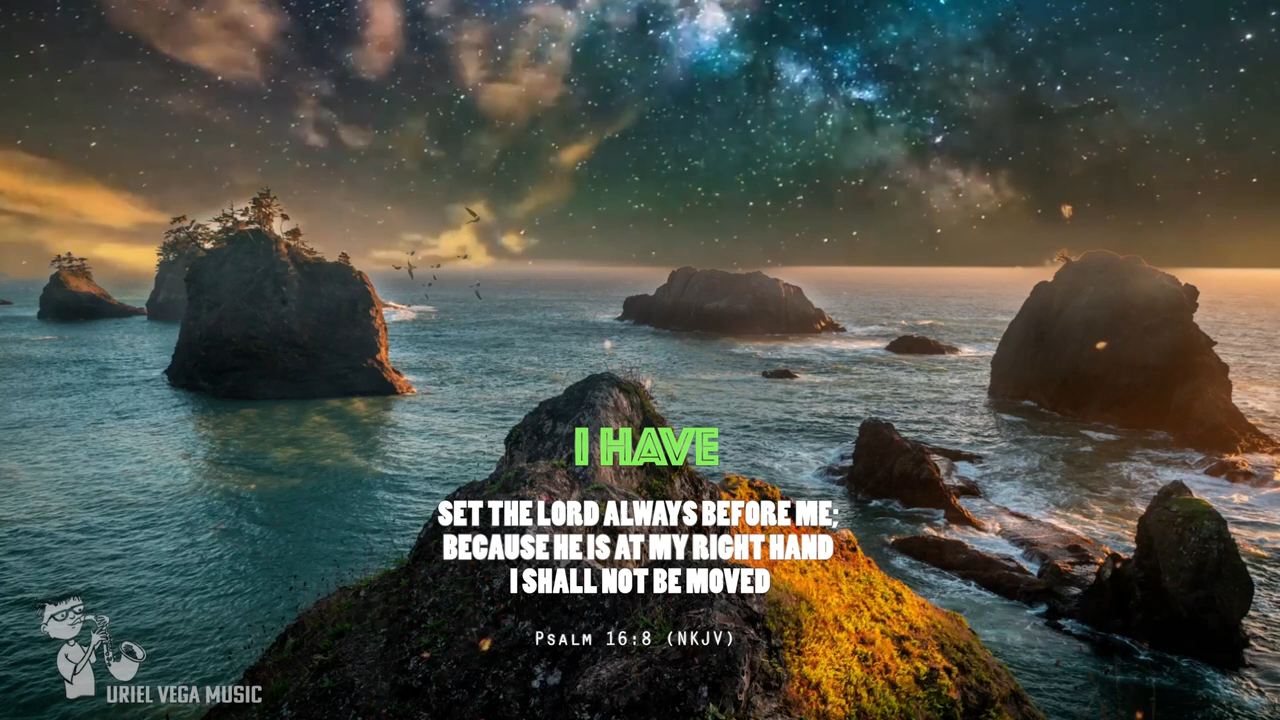 I HAVE
SET THE LORD ALWAYS BEFORE ME;
BECAUSE HE IS AT MY RIGHT HAND
I SHALL NOT BE MOVED
Psalm 16:8 (NKJV)
URIEL VEGA MUSIC